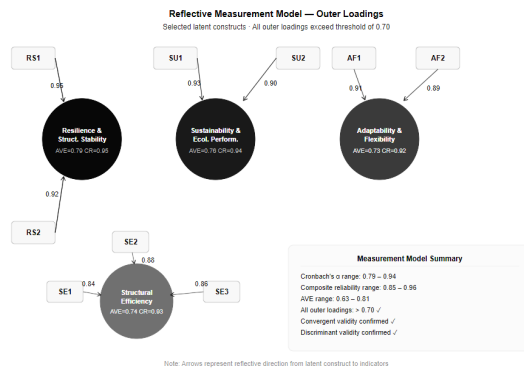 Reflective Measurement Model — Outer Loadings
Selected latent constructs · All outer loadings exceed threshold of 0.70
RS1
SU1
SU2
AF1
AF2
0.95
0.93
0.90
0.91
0.89
Resilience &
Struct. Stability
AVE=0.79 CR=0.95
Sustainability &
Ecol. Perform.
AVE=0.76 CR=0.94
Adaptability &
Flexibility
AVE=0.73 CR=0.92
0.92
RS2
SE2
0.88
SE1
0.84
0.86
SE3
Structural
Efficiency
AVE=0.74 CR=0.93
Measurement Model Summary
Cronbach's α range: 0.79 – 0.94
Composite reliability range: 0.85 – 0.96
AVE range: 0.63 – 0.81
All outer loadings: > 0.70 ✓
Convergent validity confirmed ✓
Discriminant validity confirmed ✓
Note: Arrows represent reflective direction from latent construct to indicators